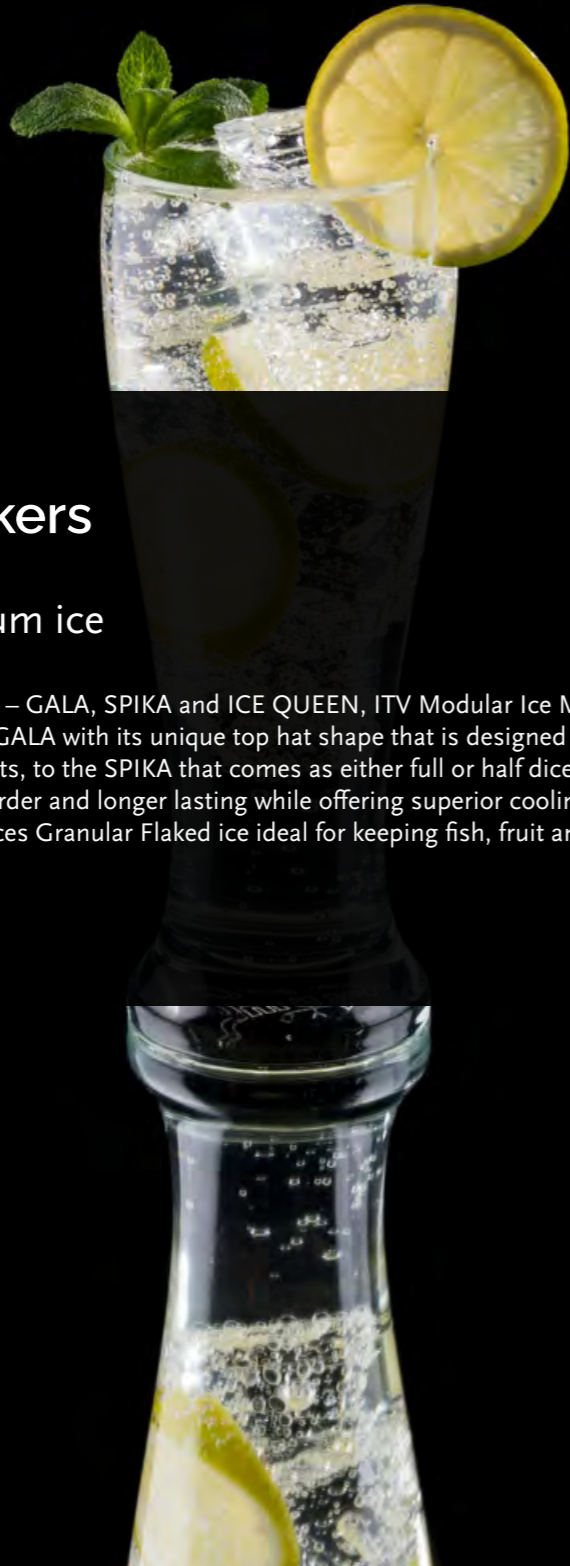 kers
um ice
– GALA, SPIKA and ICE QUEEN, ITV Modular Ice M
GALA with its unique top hat shape that is designed
ts, to the SPIKA that comes as either full or half dice
rder and longer lasting while offering superior coolin
ces Granular Flaked ice ideal for keeping fish, fruit an